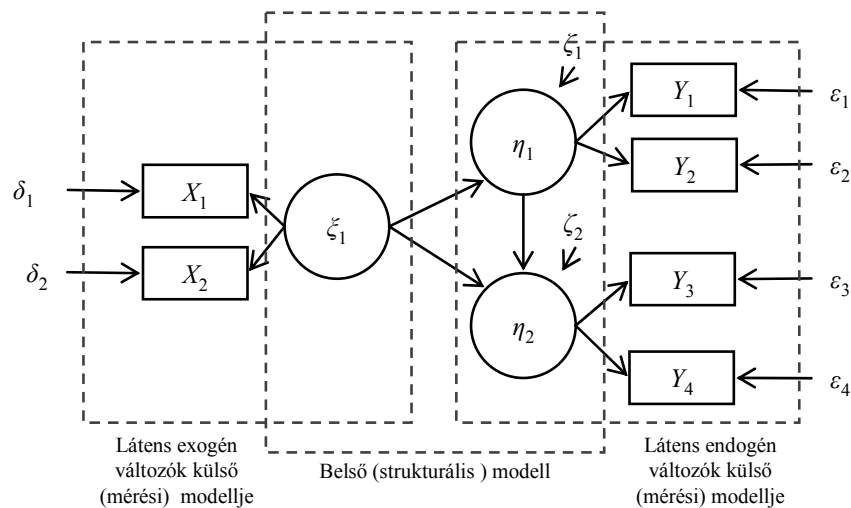 ζ1
Y1
ε1
η1
Y2
ε2
δ1
X1
ξ1
ζ2
δ2
X2
Y3
ε3
η2
Y4
ε4
Látens exogén
változók külső
(mérési) modellje
Belső (strukturális ) modell
Látens endogén
változók külső
(mérési) modellje